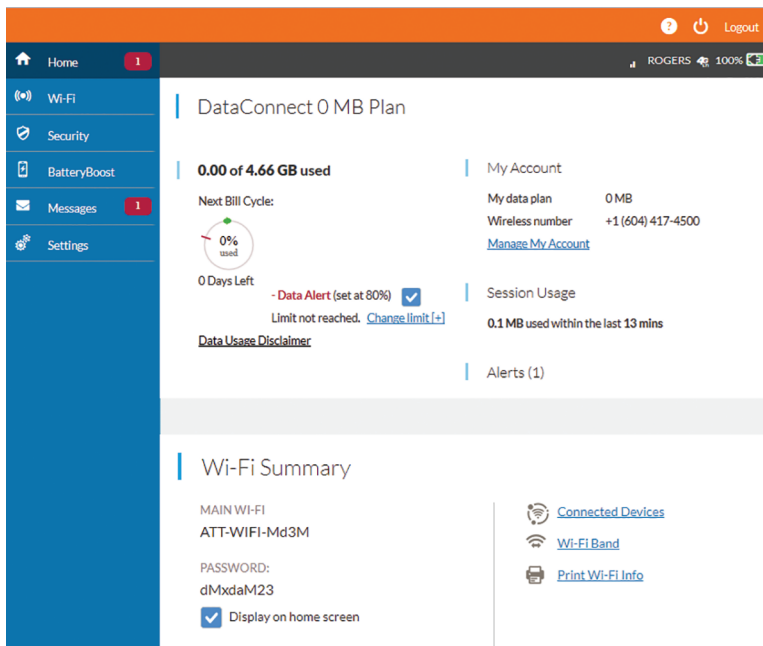 ? Logout
Home 1
ROGERS 100%
Wi-Fi
Security
BatteryBoost
Messages 1
Settings
DataConnect 0 MB Plan
0.00 of 4.66 GB used
Next Bill Cycle:
0%
used
0 Days Left
- Data Alert (set at 80%)
Limit not reached. Change limit [+]
Data Usage Disclaimer
My Account
My data plan 0 MB
Wireless number +1 (604) 417-4500
Manage My Account
Session Usage
0.1 MB used within the last 13 mins
Alerts (1)
Wi-Fi Summary
MAIN WI-FI
ATT-WIFI-Md3M
PASSWORD:
dMxdaM23
Display on home screen
Connected Devices
Wi-Fi Band
Print Wi-Fi Info